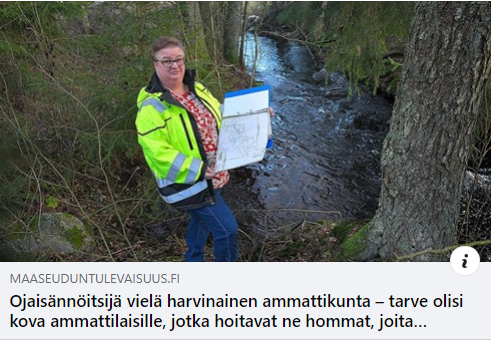 MAASEUDUNTULEVAISUUS.FI
Ojaisännöitsijä vielä harvinainen ammattikunta – tarve olisi
kova ammattilaisille, jotka hoitavat ne hommat, joita...